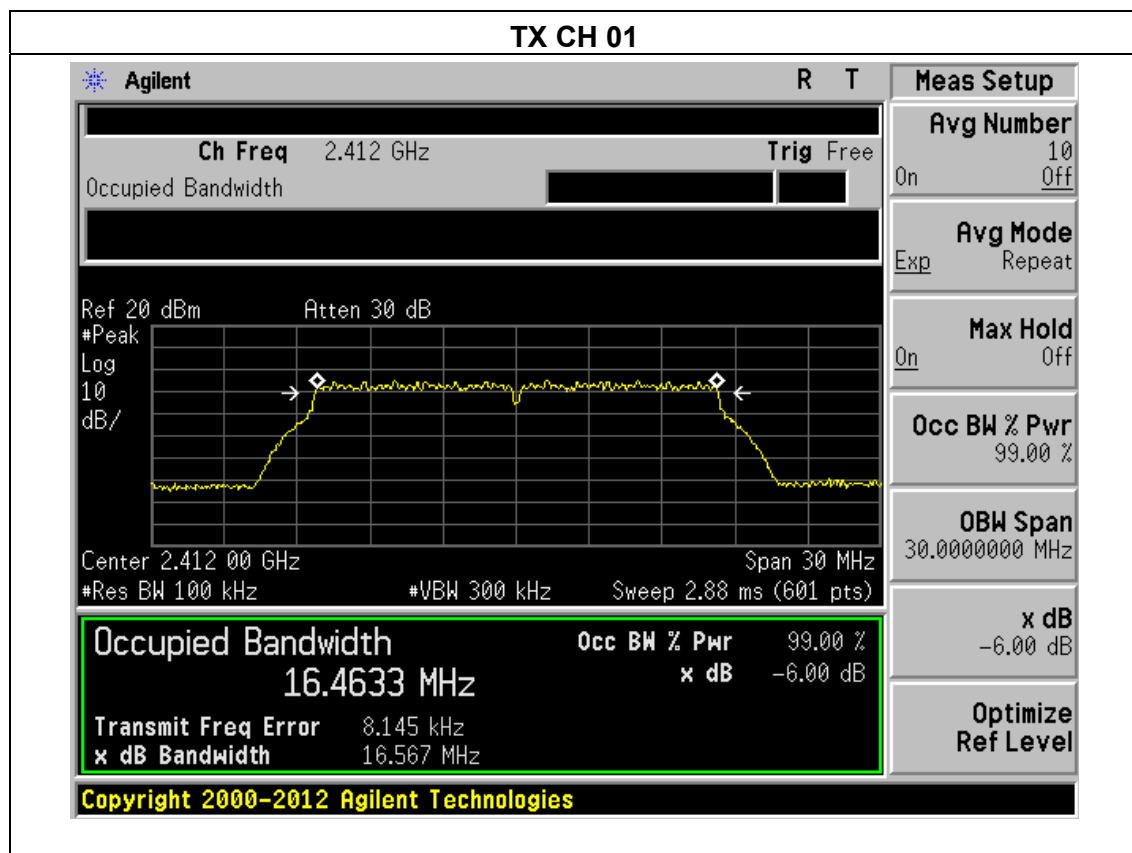 TX CH 01
Agilent R T
Ch Freq 2.412 GHz Trig Free
Occupied Bandwidth
Ref 20 dBm Atten 30 dB
#Peak
Log
10
dB/
Center 2.412 00 GHz Span 30 MHz
#Res BW 100 kHz #VBW 300 kHz Sweep 2.88 ms (601 pts)
Occupied Bandwidth
16.4633 MHz
Occ BW % Pwr 99.00 %
x dB -6.00 dB
Transmit Freq Error 8.145 kHz
x dB Bandwidth 16.567 MHz
Copyright 2000-2012 Agilent Technologies
Meas Setup
Avg Number
10
On Off
Avg Mode
Exp Repeat
Max Hold
On Off
Occ BW % Pwr
99.00 %
OBW Span
30.0000000 MHz
x dB
-6.00 dB
Optimize
Ref Level